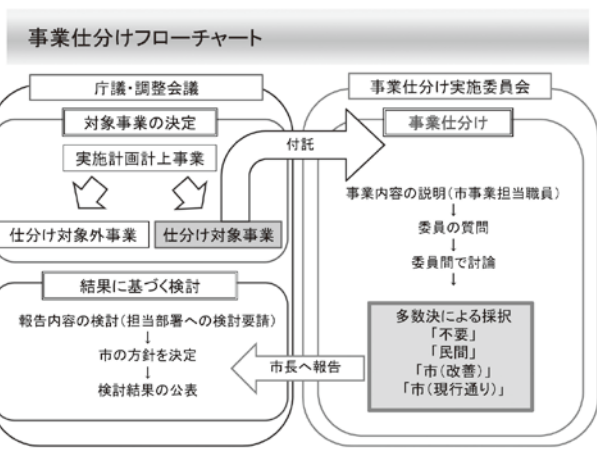 事業仕分けフローチャート
庁議・調整会議
対象事業の決定
実施計画計上事業
仕分け対象外事業
仕分け対象事業
付託
事業仕分け実施委員会
事業仕分け
事業内容の説明(市事業担当職員)
↓
委員の質問
↓
委員間で討論
↓
多数決による採択
「不要」
「民間」
「市(改善)」
「市(現行通り)」
市長へ報告
結果に基づく検討
報告内容の検討(担当部署への検討要請)
↓
市の方針を決定
↓
検討結果の公表